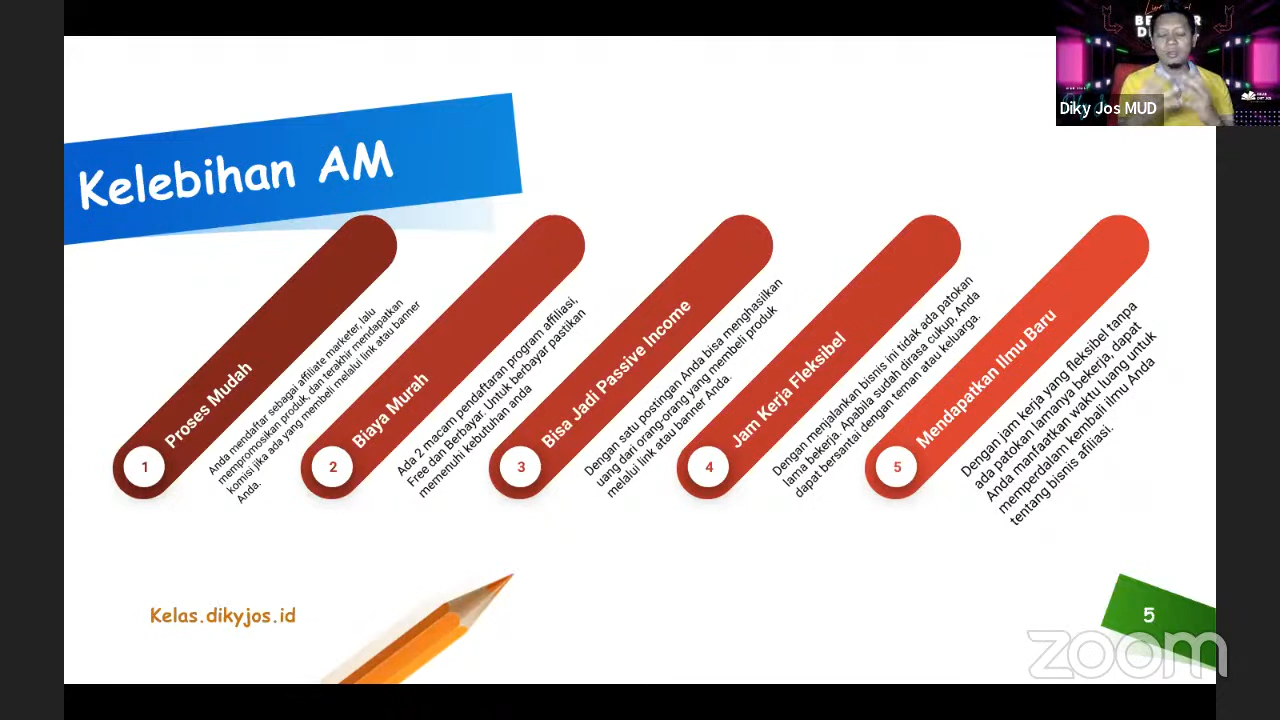 Diky Jos MUD
Kelebihan AM
1
Proses Mudah
Anda mendaftar sebagai affiliate marketer, lalu
mempromosikan produk, dan terakhir mendapatkan
komisi jika ada yang membeli melalui link atau banner
Anda.
2
Biaya Murah
Ada 2 macam pendaftaran program affiliasi,
Free dan Berbayar. Untuk berbayar pastikan
memenuhi kebutuhan anda
3
Bisa Jadi Passive Income
Dengan satu postingan Anda bisa menghasilkan
uang dari orang-orang yang membeli produk
melalui link atau banner Anda.
4
Jam Kerja Fleksibel
Dengan menjalankan bisnis ini tidak ada patokan
lama bekerja. Apabila sudag dirasa cukup, Anda
dapat bersantai dengan teman atau keluarga.
5
Mendapatkan Ilmu Baru
Dengan jam kerja yang fleksibel tanpa
ada patokan lamanya bekerja, dapat
Anda manfaatkan waktu luang untuk
memperdalam kembali ilmu Anda
tentang bisnis afiliasi.
Kelas.dikyjos.id
5
zoom